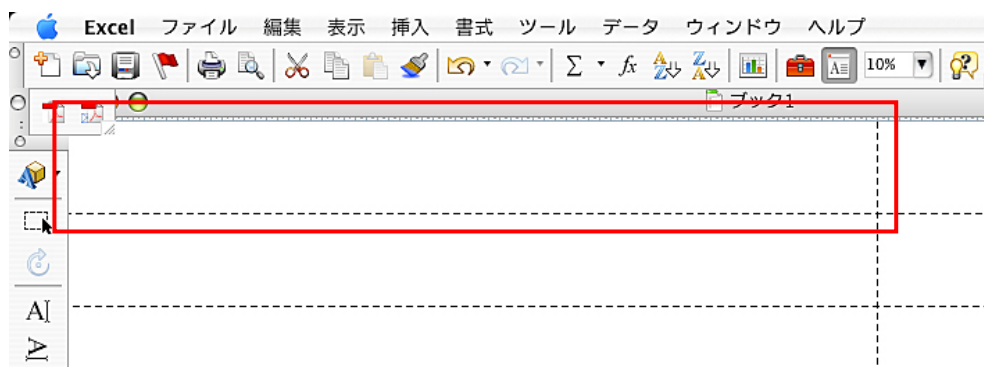 Excel ファイル 編集 表示 挿入 書式 ツール データ ウィンドウ ヘルプ
Σ fx A Z Z A A 10% ?
ブック1
A
A